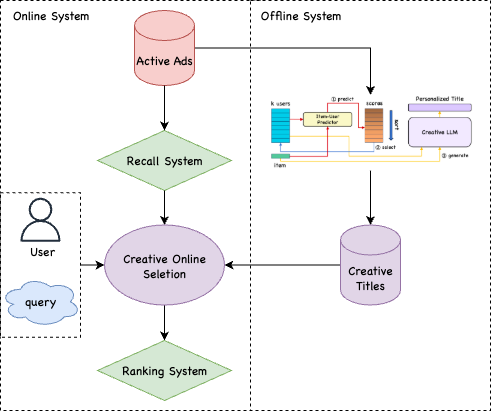 Online System
Offline System
Active Ads
① predict
k users
Item-User
Predictor
scores
sort
② select
item
Personalized Title
Creative LLM
③ generate
Recall System
User
query
Creative Online
Seletion
Creative
Titles
Ranking System